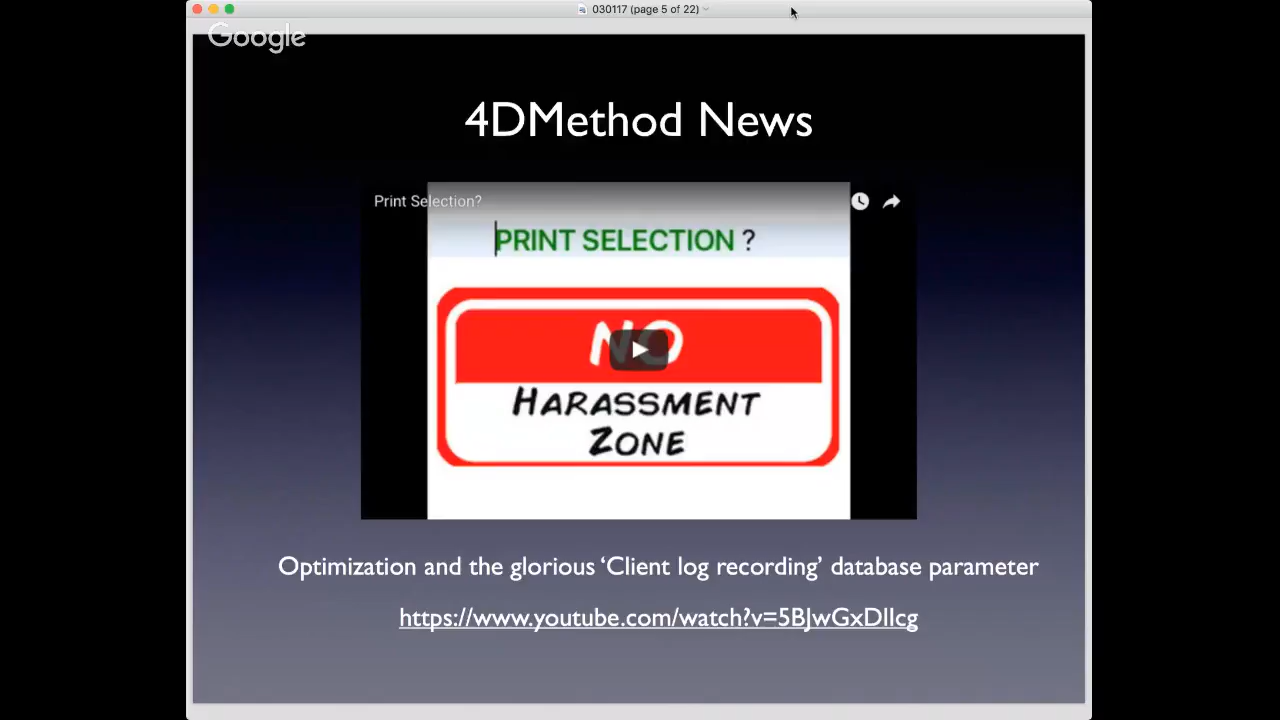 030117 (page 5 of 22)
Google
4DMethod News
Print Selection?
PRINT SELECTION ?
NO
HARASSMENT
ZONE
Optimization and the glorious ‘Client log recording’ database parameter
https://www.youtube.com/watch?v=5BJwGxDlIcg